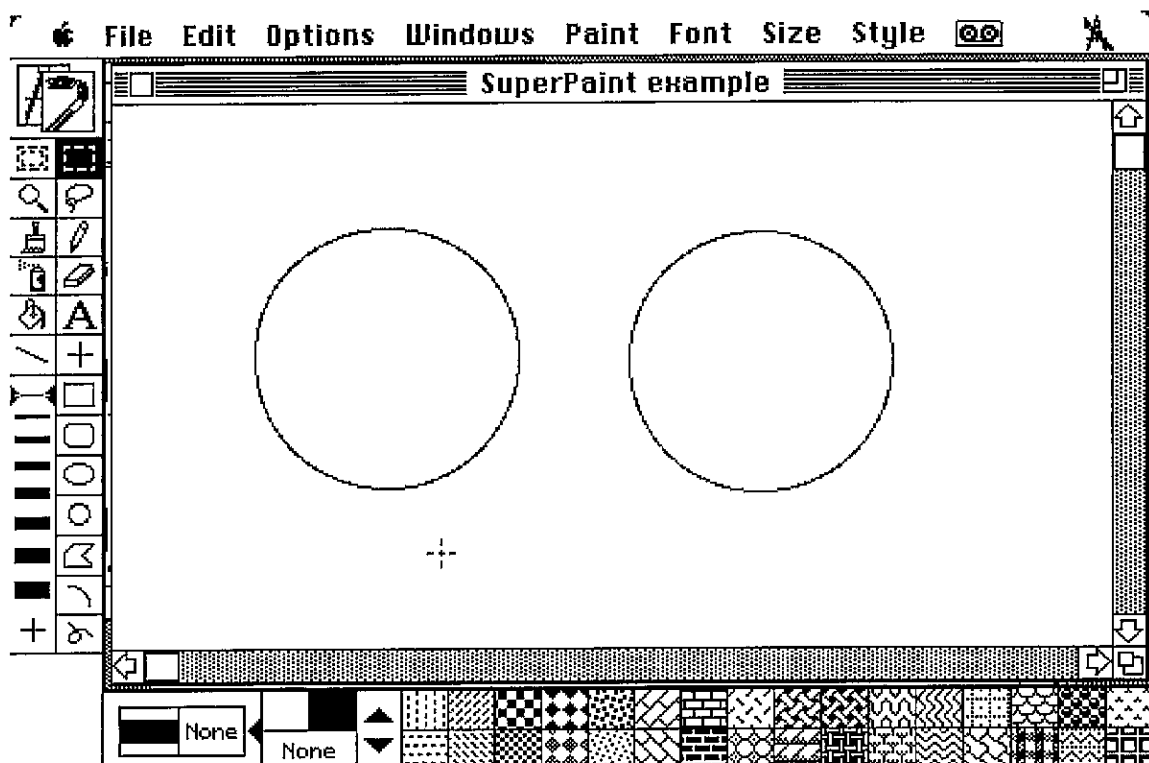 File Edit Options Windows Paint Font Size Style
SuperPaint example
A
None
None